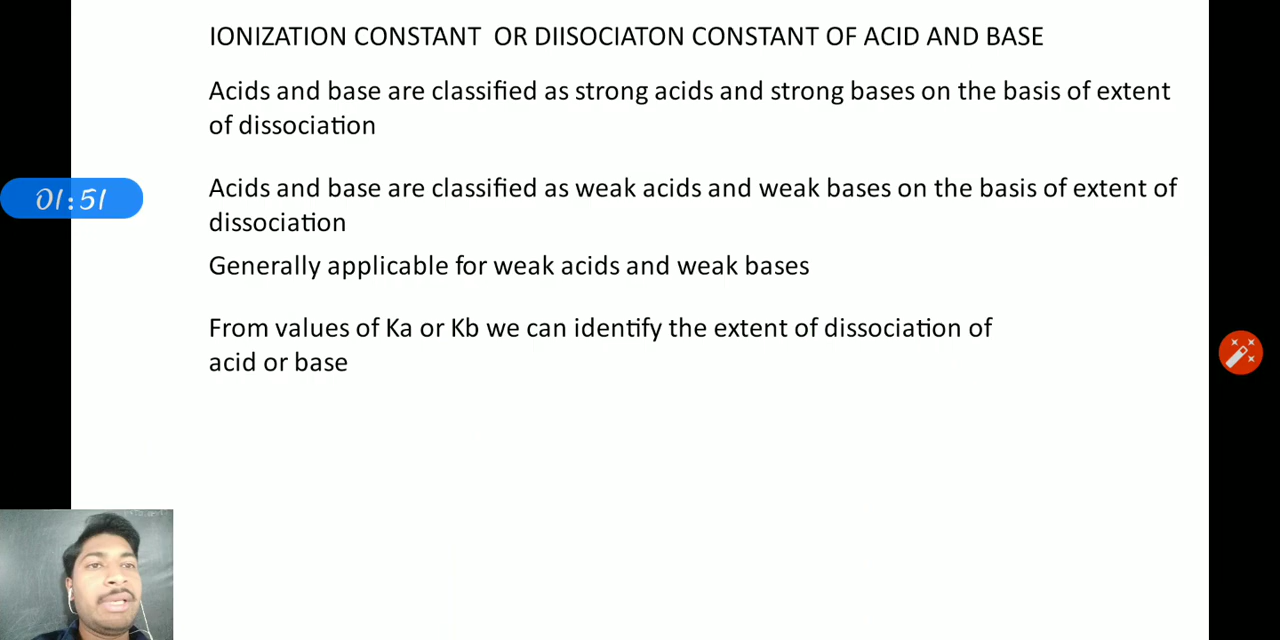 IONIZATION CONSTANT OR DIISOCIATON CONSTANT OF ACID AND BASE
Acids and base are classified as strong acids and strong bases on the basis of extent
of dissociation
01:51
Acids and base are classified as weak acids and weak bases on the basis of extent of
dissociation
Generally applicable for weak acids and weak bases
From values of Ka or Kb we can identify the extent of dissociation of
acid or base